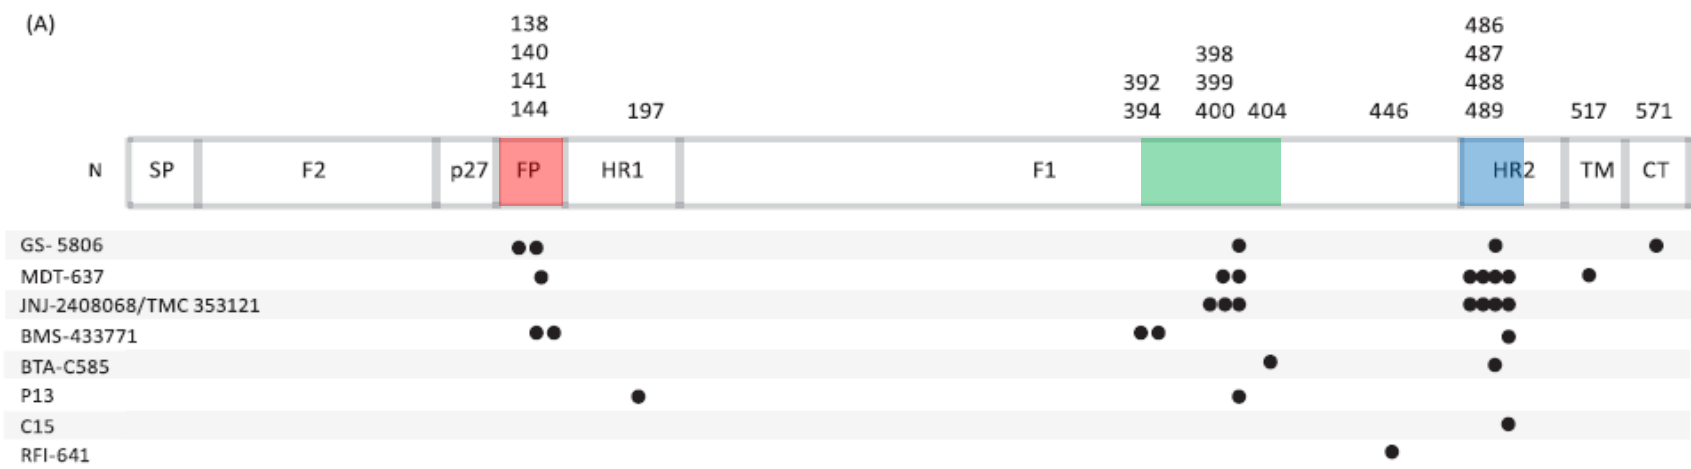 (A)
138
140
141
144
197
392
394
398
399
400
404
446
486
487
488
489
517
571
N SP F2 p27 FP HR1 F1 HR2 TM CT
GS- 5806
MDT-637
JNJ-2408068/TMC 353121
BMS-433771
BTA-C585
P13
C15
RFI-641